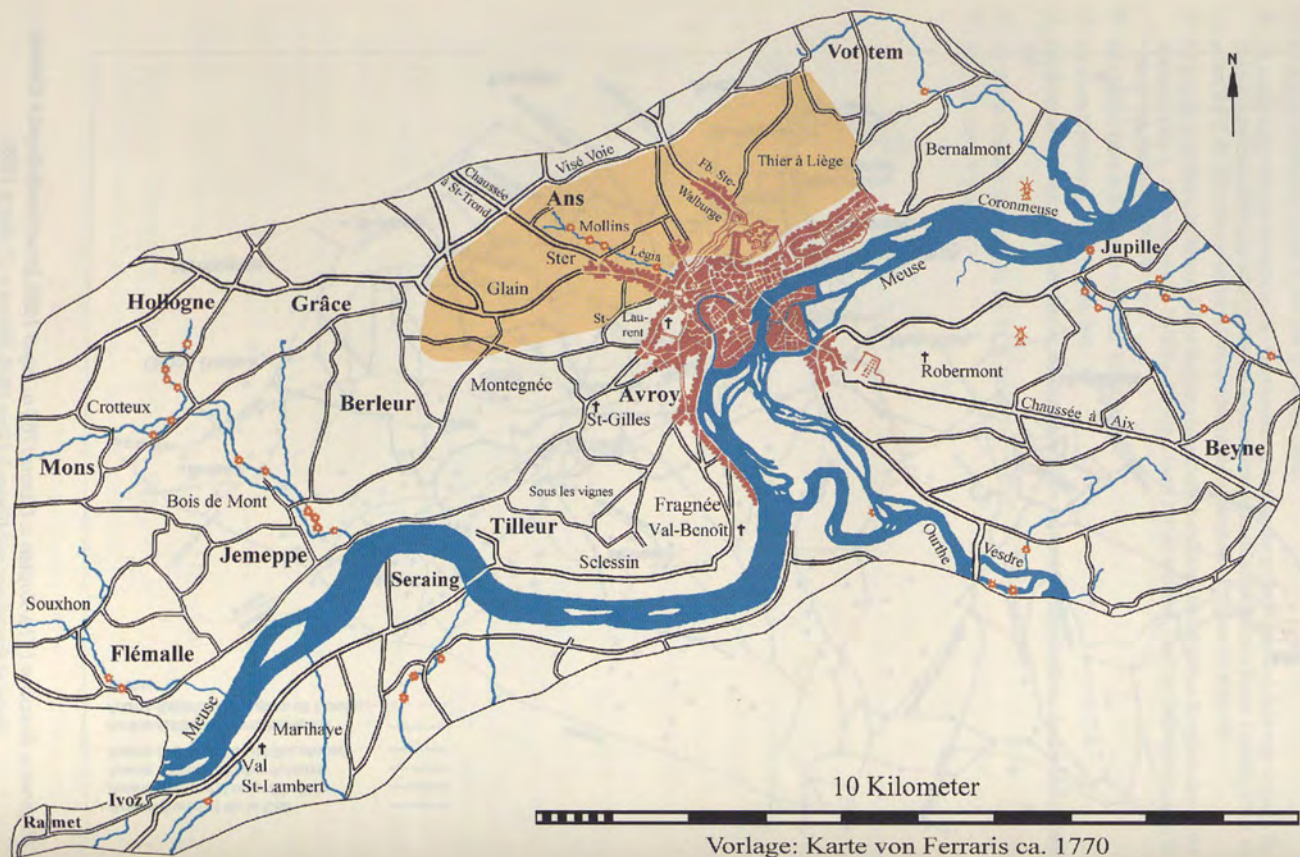 N
Vottem
Bernalmont
Thier à Liège
Fb. Ste-
Walburge
Visé Voie
Chaussée
à St-Trond
Ans
Mollins
Légia
Ster
Glain
Coronmeuse
Jupille
Meuse
Hollogne
Grâce
St-
Lau-
rent
Montegnée
Avroy
St-Gilles
Robermont
Chaussée à Aix
Beyne
Crotteux
Berleur
Mons
Bois de Mont
Jemeppe
Sous les vignes
Tilleur
Fragnée
Val-Benoît
Sclessin
Ourthe
Vesdre
Seraing
Souxhon
Flémalle
Meuse
Marihaye
Val
St-Lambert
Ivoz
Ramet
10 Kilometer
Vorlage: Karte von Ferraris ca. 1770